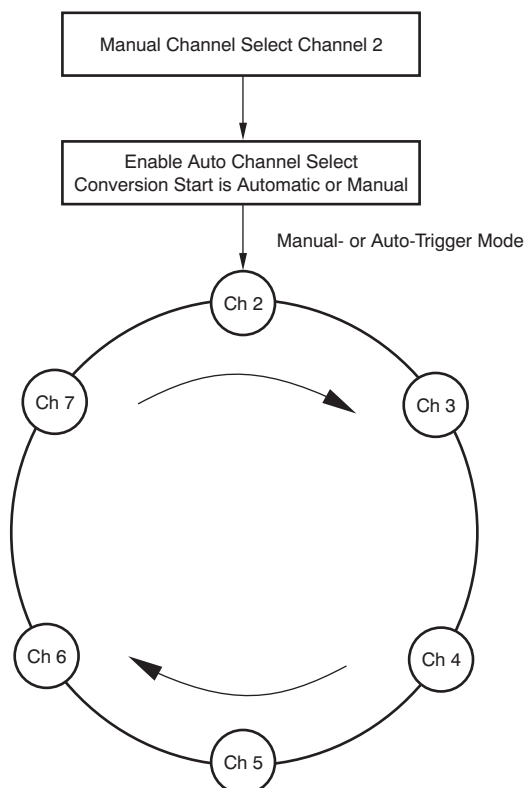 Manual Channel Select Channel 2
Enable Auto Channel Select
Conversion Start is Automatic or Manual
Manual- or Auto-Trigger Mode
Ch 2
Ch 7
Ch 3
Ch 6
Ch 4
Ch 5